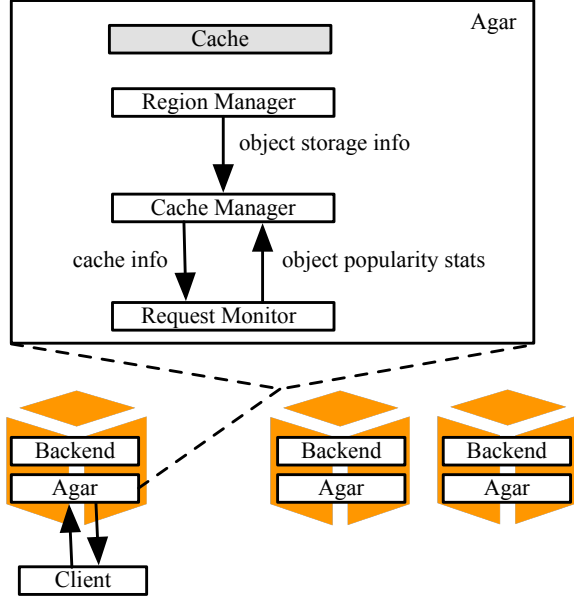 Agar
Cache
Region Manager
object storage info
Cache Manager
cache info
object popularity stats
Request Monitor
Backend
Agar
Client
Backend
Agar
Backend
Agar